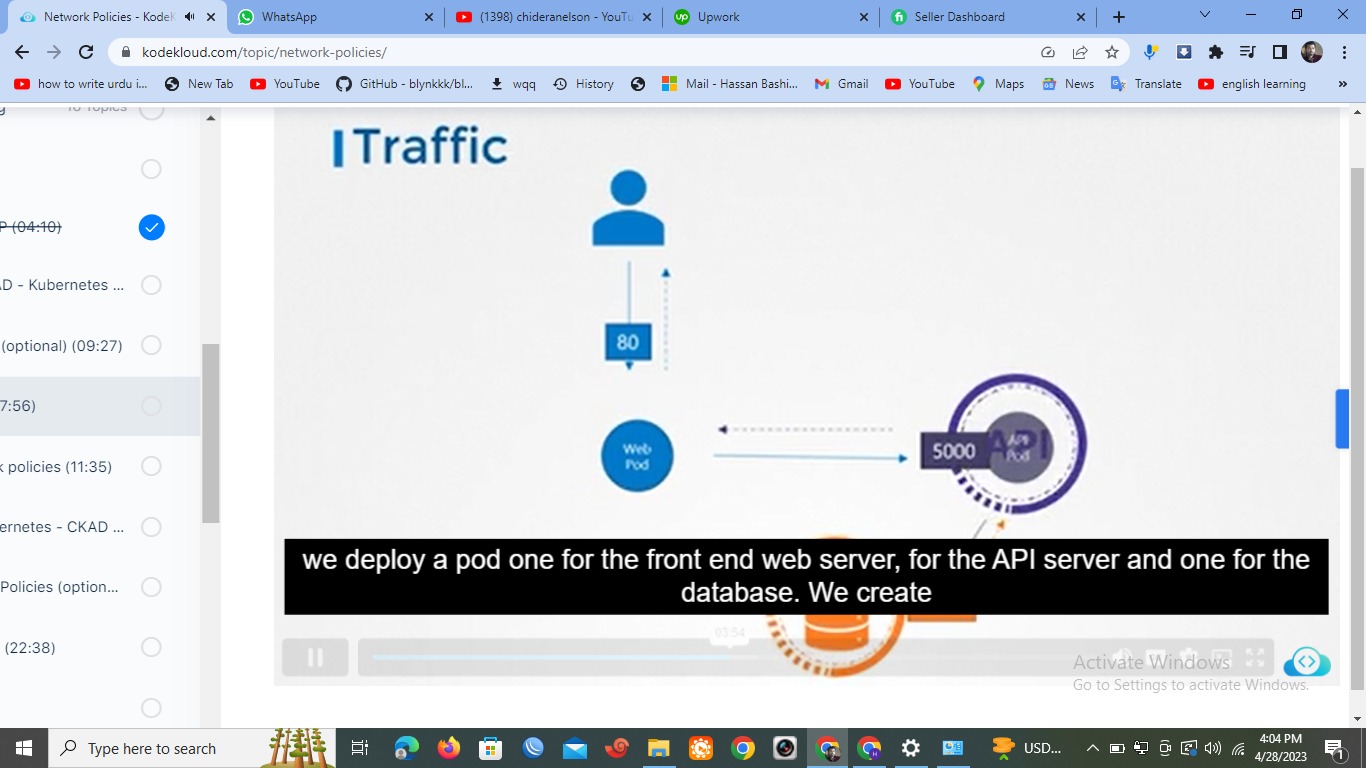 Network Policies - KodeK
WhatsApp
(1398) chideranelson - YouTu
Upwork
Seller Dashboard
kodekloud.com/topic/network-policies/
how to write urdu i...
New Tab
YouTube
GitHub - blynkkk/bl...
wqq
History
Mail - Hassan Bashi...
Gmail
YouTube
Maps
News
Translate
english learning
»
P (04:10)
AD - Kubernetes ...
(optional) (09:27)
7:56)
k policies (11:35)
ernetes - CKAD ...
Policies (option...
(22:38)
Traffic
80
Web
Pod
5000
API
API
Pod
we deploy a pod one for the front end web server, for the API server and one for the
database. We create
03:54
Activate Windows
Go to Settings to activate Windows.
Type here to search
USD...
4:04 PM
4/28/2023
1